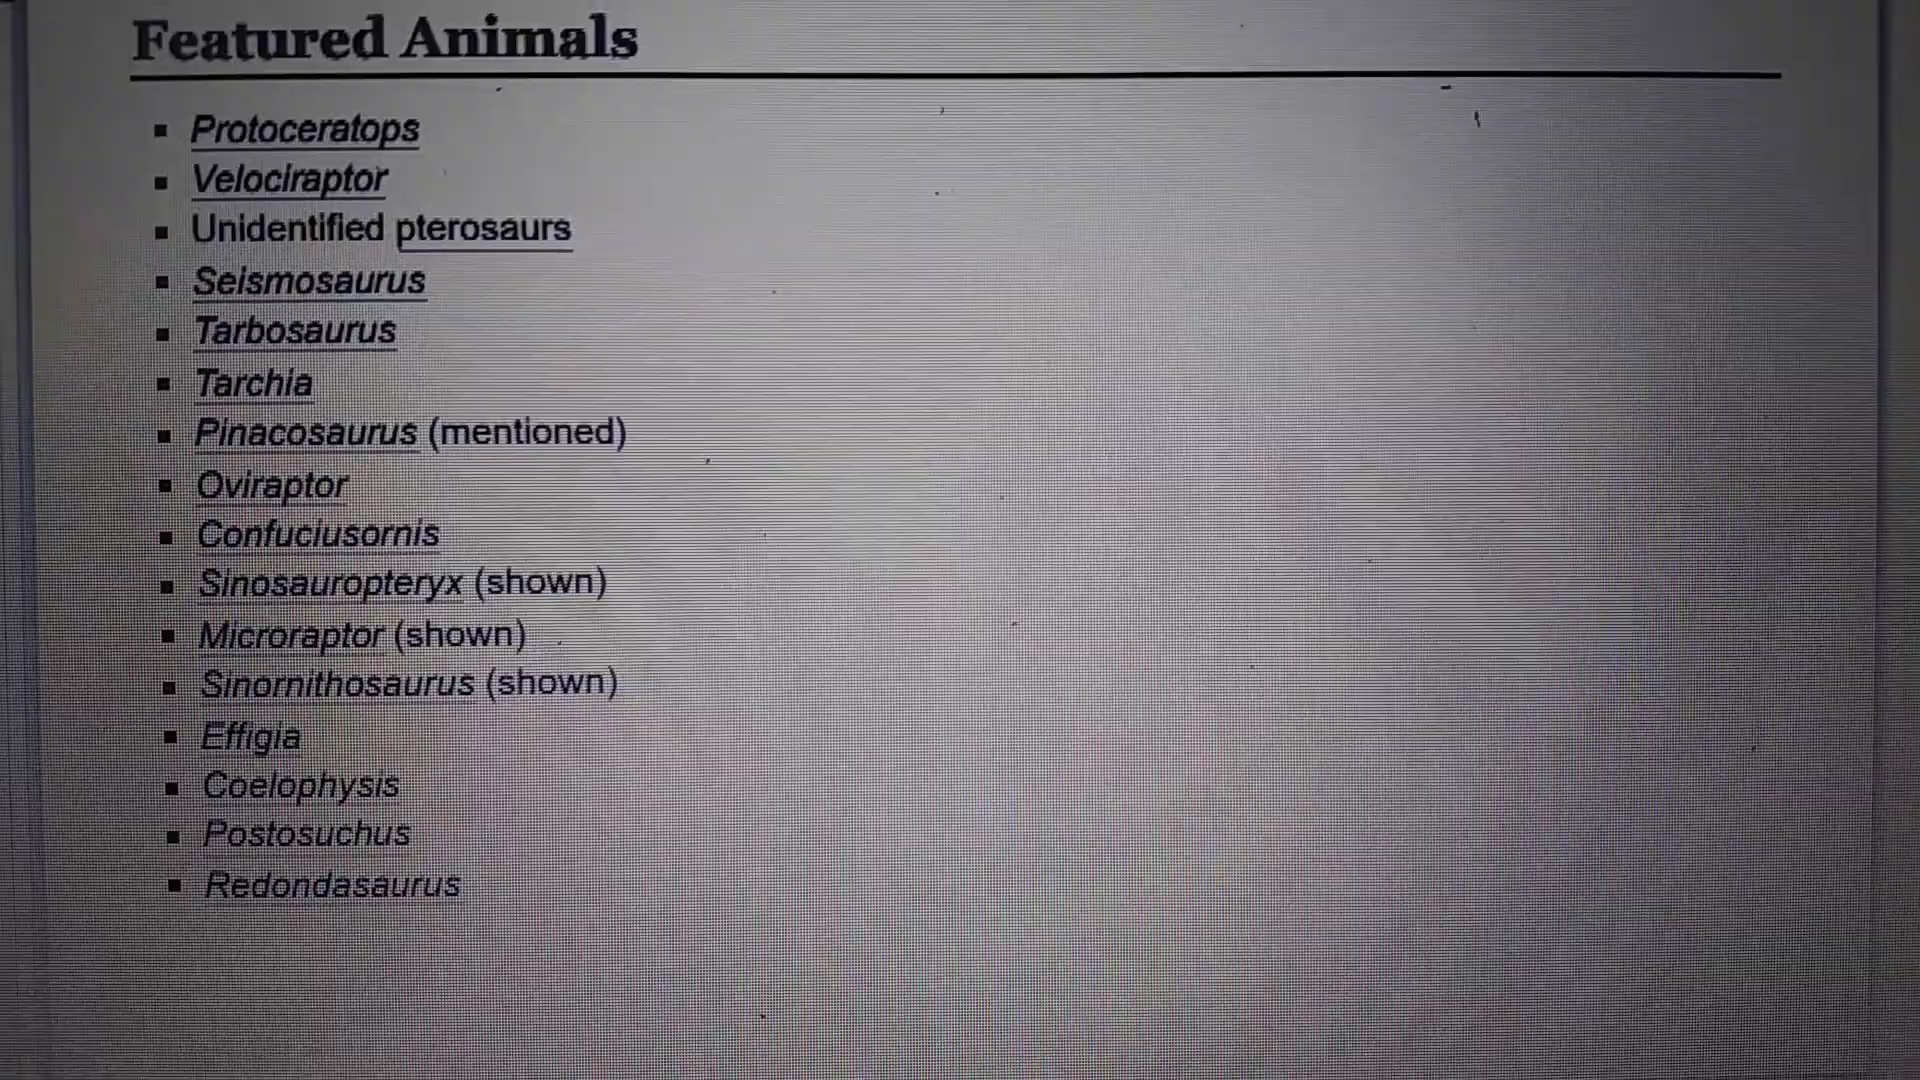 Featured Animals
Protoceratops
Velociraptor
Unidentified pterosaurs
Seismosaurus
Tarbosaurus
Tarchia
Pinacosaurus (mentioned)
Oviraptor
Confuciusornis
Sinosauropteryx (shown)
Microraptor (shown)
Sinornithosaurus (shown)
Effigia
Coelophysis
Postosuchus
Redondasaurus